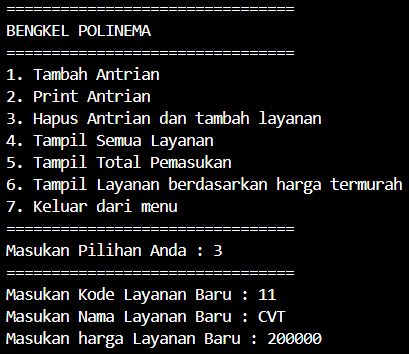 ================================
BENGKEL POLINEMA
================================
1. Tambah Antrian
2. Print Antrian
3. Hapus Antrian dan tambah layanan
4. Tampil Semua Layanan
5. Tampil Total Pemasukan
6. Tampil Layanan berdasarkan harga termurah
7. Keluar dari menu
================================
Masukan Pilihan Anda : 3
================================
Masukan Kode Layanan Baru : 11
Masukan Nama Layanan Baru : CVT
Masukan harga Layanan Baru : 200000